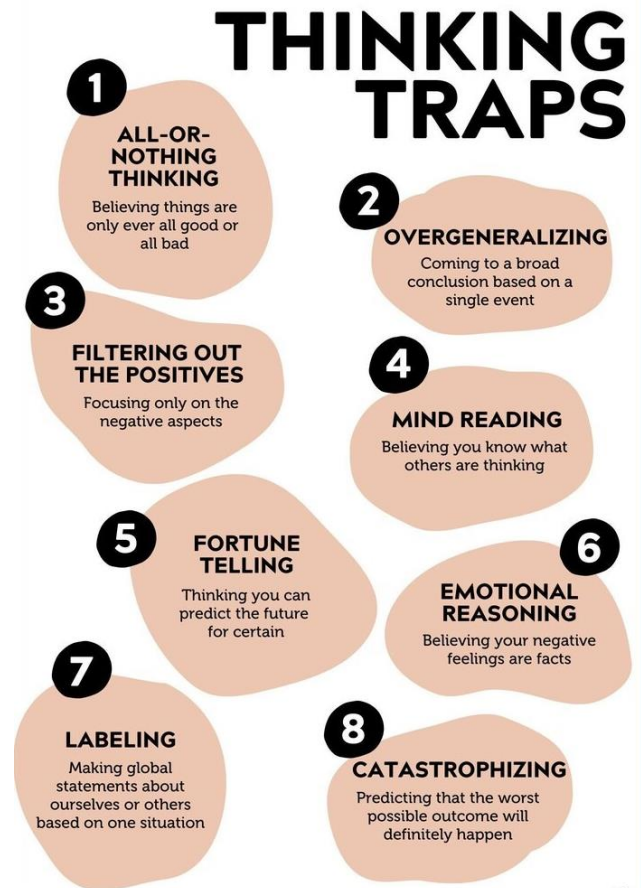 THINKING
TRAPS
1
ALL-OR-
NOTHING
THINKING
Believing things are
only ever all good or
all bad
2
OVERGENERALIZING
Coming to a broad
conclusion based on a
single event
3
FILTERING OUT
THE POSITIVES
Focusing only on the
negative aspects
4
MIND READING
Believing you know what
others are thinking
5
FORTUNE
TELLING
Thinking you can
predict the future
for certain
6
EMOTIONAL
REASONING
Believing your negative
feelings are facts
7
LABELING
Making global
statements about
ourselves or others
based on one situation
8
CATASTROPHIZING
Predicting that the worst
possible outcome will
definitely happen